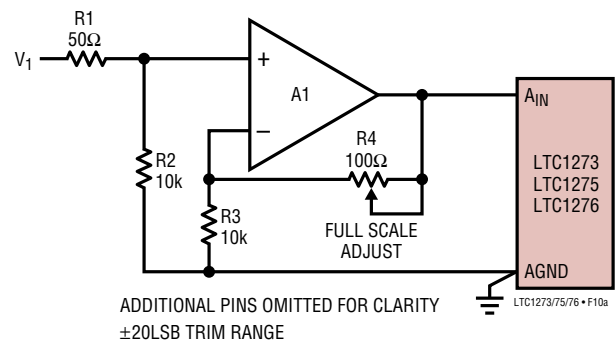 R1
50Ω
V1
+
A1
−
AIN
R4
100Ω
R2
10k
LTC1273
LTC1275
LTC1276
R3
10k
FULL SCALE
ADJUST
AGND
LTC1273/75/76 • F10a
ADDITIONAL PINS OMITTED FOR CLARITY
±20LSB TRIM RANGE